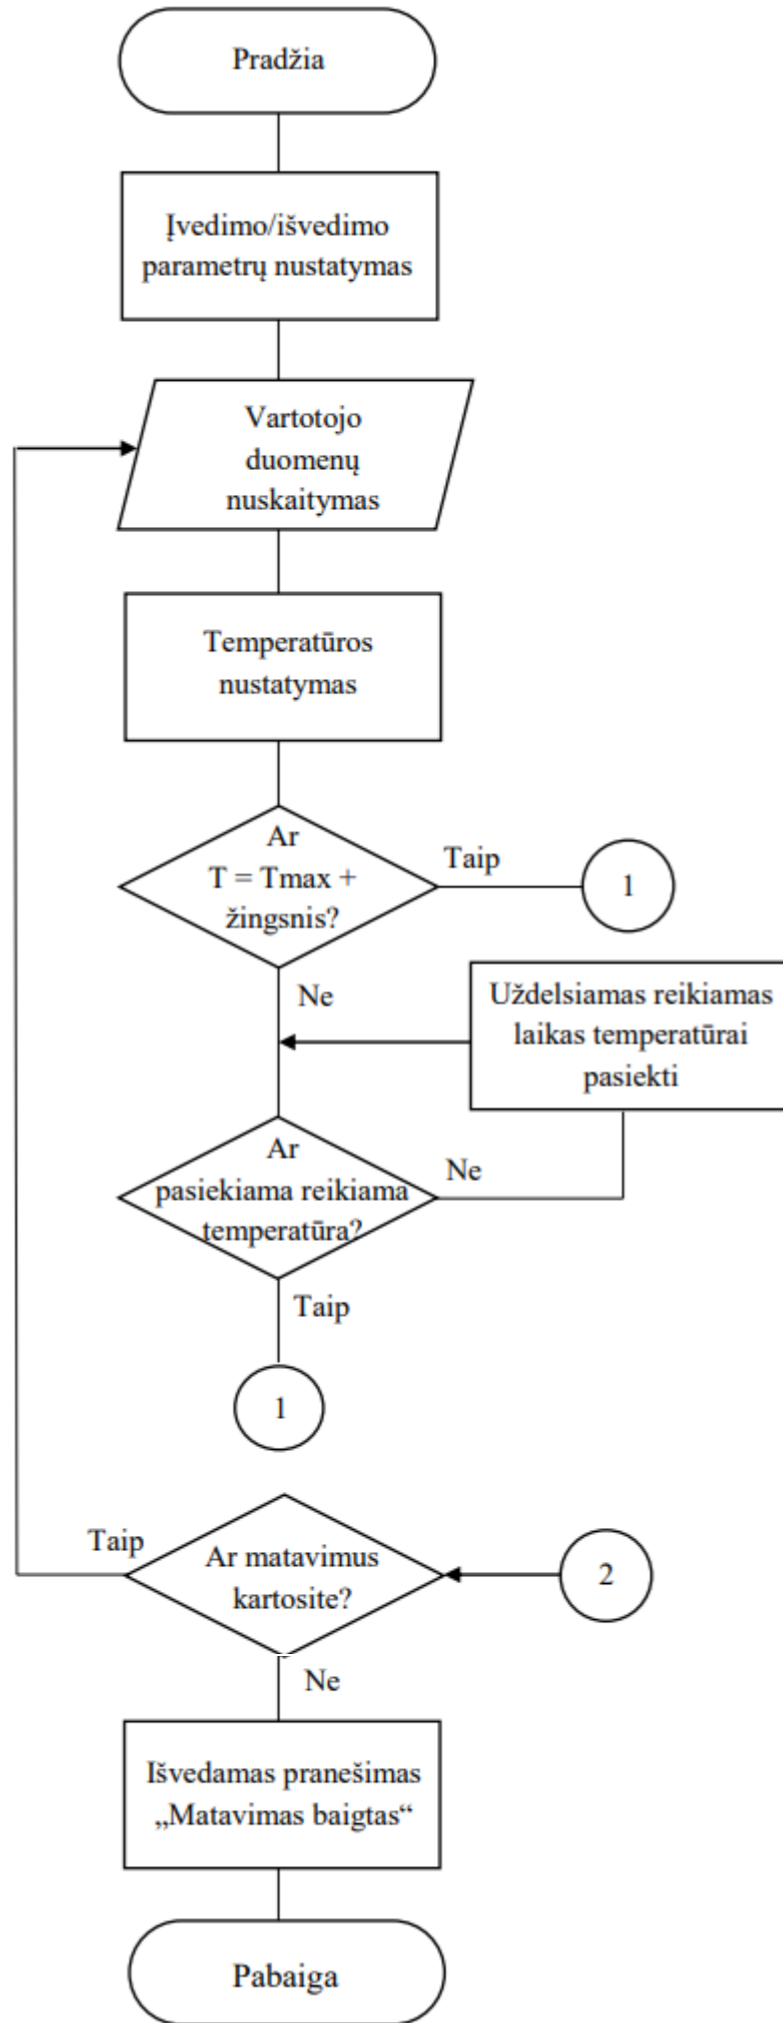 Pradžia
Įvedimo/išvedimo
parametrų nustatymas
Vartotojo
duomenų
nuskaitymas
Temperatūros
nustatymas
Ar
T = Tmax +
žingsnis?
Taip
1
Ne
Uždelsiamas reikiamas
laikas temperatūrai
pasiekti
Ar
pasiekiama reikiama
temperatūra?
Ne
Taip
1
Taip
Ar matavimus
kartosite?
2
Ne
Išvedamas pranešimas
„Matavimas baigtas“
Pabaiga